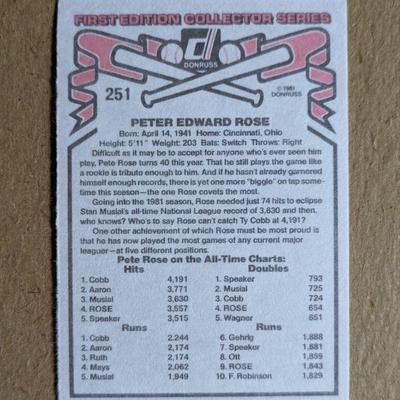 FIRST EDITION COLLECTOR SERIES
d
DONRUSS
251
© 1981
DONRUSS
PETER EDWARD ROSE
Born: April 14, 1941 Home: Cincinnati, Ohio
Height: 5'11" Weight: 203 Bats: Switch Throws: Right
Difficult as it may be to accept for anyone who's ever seen him
play, Pete Rose turns 40 this year. That he still plays the game like
a rookie is tribute enough to him. And if he hasn't already garnered
himself enough records, there is yet one more "biggie" on tap some-
time this season—the one Rose covets the most.
Going into the 1981 season, Rose needed just 74 hits to eclipse
Stan Musial's all-time National League record of 3,630 and then,
who knows? Who's to say Rose can't catch Ty Cobb at 4,191?
One other achievement of which Rose must be most proud is
that he has now played the most games of any current major
leaguer—at five different positions.
Pete Rose on the All-Time Charts:
Hits Doubles
1. Cobb 4,191 1. Speaker 793
2. Aaron 3,771 2. Musial 725
3. Musial 3,630 3. Cobb 724
4. ROSE 3,557 4. ROSE 654
5. Speaker 3,515 5. Wagner 651
Runs Runs
1. Cobb 2,244 6. Gehrig 1,888
2. Aaron 2,174 7. Speaker 1,881
3. Ruth 2,174 8. Ott 1,859
4. Mays 2,062 9. ROSE 1,843
5. Musial 1,949 10. F. Robinson 1,829